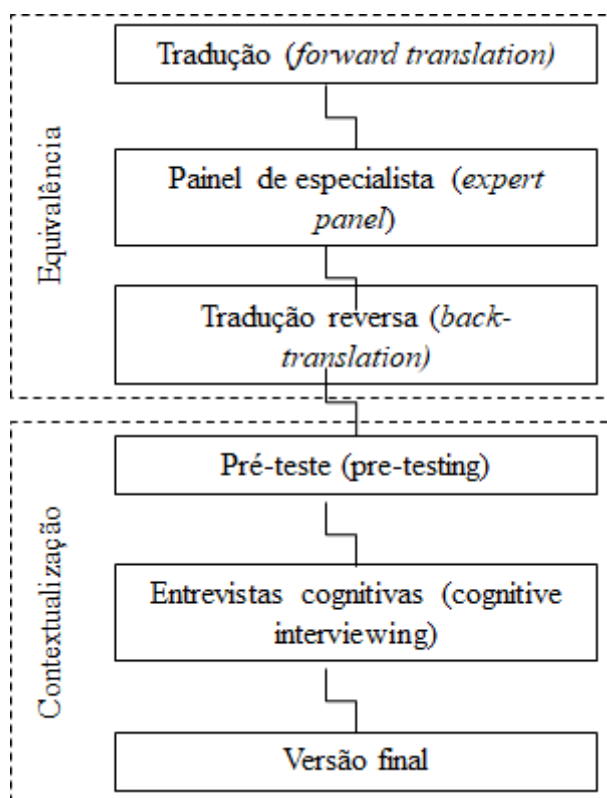 Equivalência
Tradução (forward translation)
Painel de especialista (expert
panel)
Tradução reversa (back-
translation)
Contextualização
Pré-teste (pre-testing)
Entrevistas cognitivas (cognitive
interviewing)
Versão final